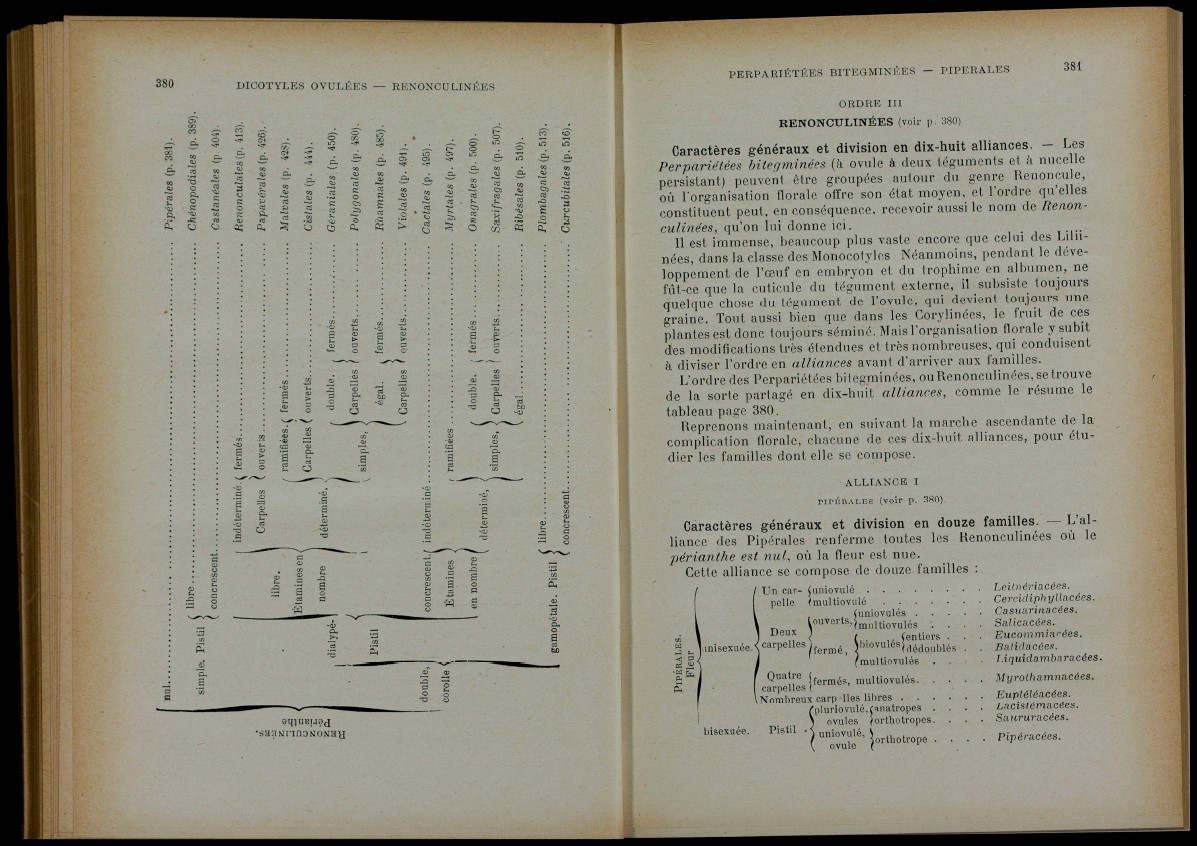 380
DICOTYLES OVULÉES — RENONCULINÉES
RENONCULINÉES.
Périanthe
nul. Pipérales (p. 381).
simple. Pistil
libre Chénopodiales (p. 389).
concrescent. Castanéales (p. 404).
double, corolle
dialypé-
Pistil
libre.
Étamines en
nombre
indéterminé.
Carpelles
fermés. Renonculales (p. 413).
ouverts Papavérales (p. 426).
déterminé.
ramifiées.
Carpelles
fermés. Malvales (p. 428).
ouverts. Cistales (p. 444).
simples,
double.
Carpelles
fermés. Géraniales (p. 450).
ouverts. Polygonales (p. 480).
égal.
Carpelles
fermés. Rhamnales (p. 485).
ouverts. Violales (p. 491).
concrescent.
Étamines
en nombre
indéterminé Cactales (p. 495).
déterminé,
ramifiées Myrtales (p. 497).
simples,
double.
Carpelles
fermés. Onagrales (p. 500).
ouverts. Saxifragales (p. 507).
égal Ribésales (p. 510).
gamopétale. Pistil
libre Plombagales (p. 513).
concrescent. Cucurbitales (p. 516).
PERPARIÉTÉES BITEGMINÉES — PIPERALES
381
ORDRE III
RENONCULINÉES (voir p. 380)
Caractères généraux et division en dix-huit alliances. — Les
Perpariétées bitegminées (à ovule à deux téguments et à nucelle
persistant) peuvent être groupées autour du genre Renoncule,
où l'organisation florale offre son état moyen, et l'ordre qu'elles
constituent peut, en conséquence, recevoir aussi le nom de Renon-
culinées, qu'on lui donne ici.
Il est immense, beaucoup plus vaste encore que celui des Lilii-
nées, dans la classe des Monocotyles Néanmoins, pendant le déve-
loppement de l'œuf en embryon et du trophime en albumen, ne
fût-ce que la cuticule du tégument externe, il subsiste toujours
quelque chose du tégument de l'ovule, qui devient toujours une
graine. Tout aussi bien que dans les Corylinées, le fruit de ces
plantes est donc toujours séminé. Mais l'organisation florale y subit
des modifications très étendues et très nombreuses, qui conduisent
à diviser l'ordre en alliances avant d'arriver aux familles.
L'ordre des Perpariétées bitegminées, ou Renonculinées, se trouve
de la sorte partagé en dix-huit alliances, comme le résume le
tableau page 380.
Reprenons maintenant, en suivant la marche ascendante de la
complication florale, chacune de ces dix-huit alliances, pour étu-
dier les familles dont elle se compose.
ALLIANCE I
PIPÉRALES (voir p. 380)
Caractères généraux et division en douze familles. — L'al-
liance des Pipérales renferme toutes les Renonculinées où le
périanthe est nul, où la fleur est nue.
Cette alliance se compose de douze familles :
PIPÉRALES.
Fleur
unisexuée.
Un car-
pelle
uniovulé . . . . . . . . Leitnériacées.
multiovulé . . . . . . . Cercidiphyllacées.
Deux
carpelles
ouverts,
uniovulés . . . . Casuarinacées.
multiovulés . . . . Salicacées.
fermé,
biovulés
entiers . . . Eucommiacées.
dédoublés . . Batidacées.
multiovulés . . . Liquidambaracées.
Quatre
carpelles
fermés, multiovulés. . . . . Myrothamnacées.
Nombreux carp lles libres . . . . . . Euptéléacées.
bisexuée. Pistil
pluriovulé,
ovules
anatropes . . . . Lacistémacées.
orthotropes. . . . Saururacées.
uniovulé,
ovule
orthotrope . . . . Pipéracées.